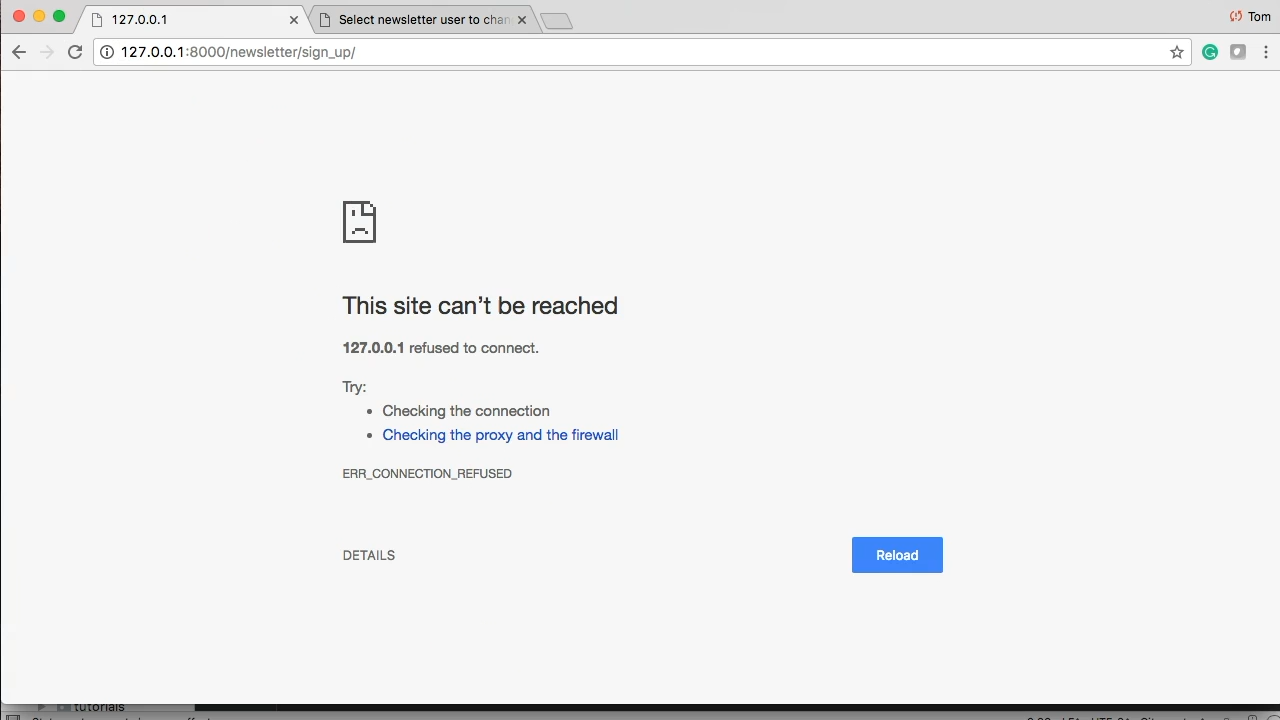 127.0.0.1
Select newsletter user to chan
Tom
127.0.0.1:8000/newsletter/sign_up/
This site can’t be reached
127.0.0.1 refused to connect.
Try:
Checking the connection
Checking the proxy and the firewall
ERR_CONNECTION_REFUSED
DETAILS
Reload
tutorials